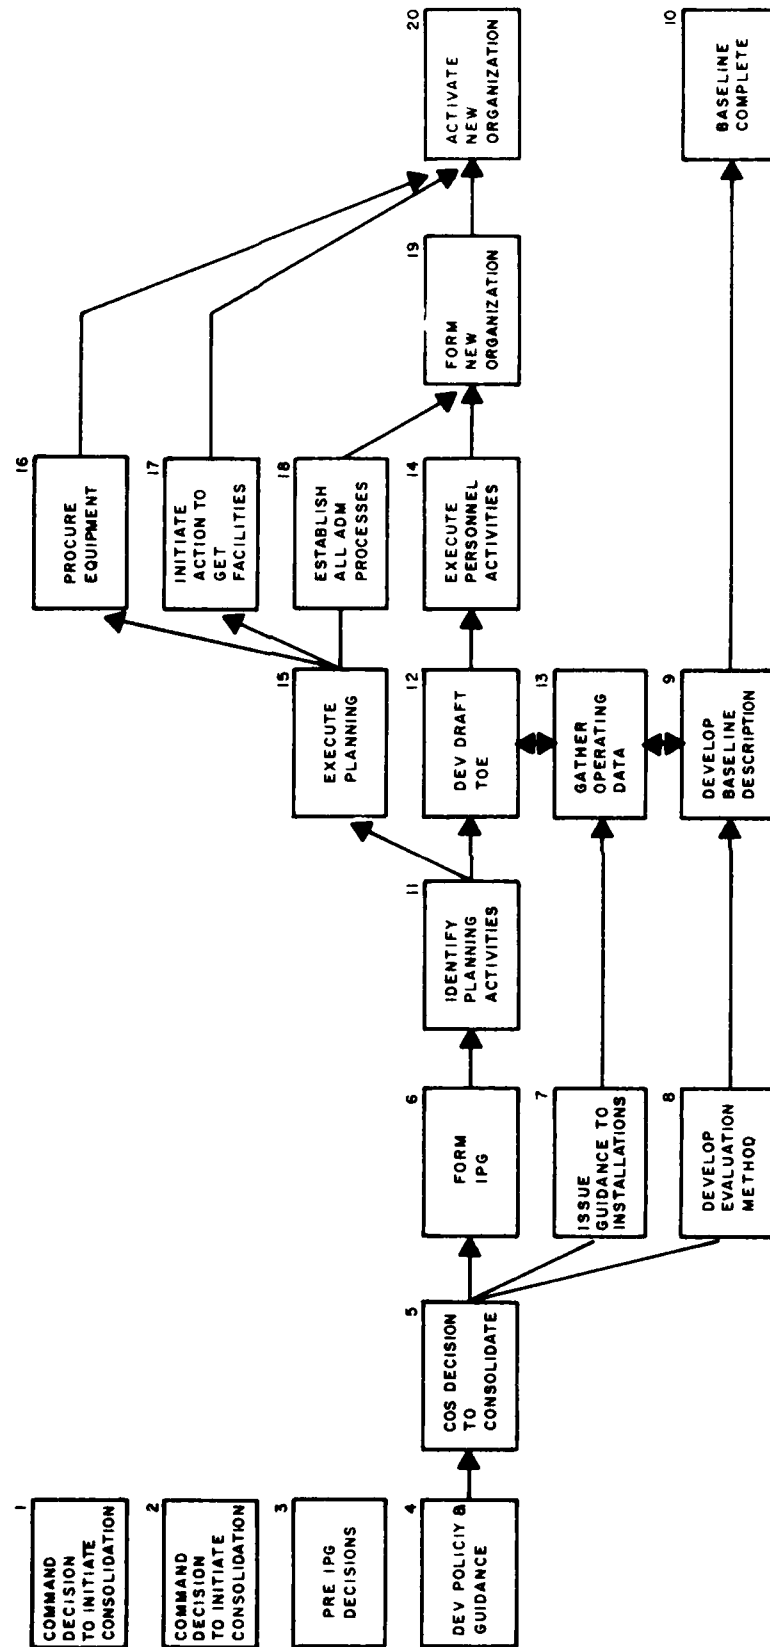 1
COMMAND
DECISION
TO INITIATE
CONSOLIDATION
2
COMMAND
DECISION
TO INITIATE
CONSOLIDATION
3
PRE IPG
DECISIONS
4
DEV POLICIY &
GUIDANCE
5
COS DECISION
TO
CONSOLIDATE
6
FORM
IPG
7
ISSUE
GUIDANCE TO
INSTALLATIONS
8
DEVELOP
EVALUATION
METHOD
11
IDENTIFY
PLANNING
ACTIVITIES
15
EXECUTE
PLANNING
12
DEV DRAFT
TOE
13
GATHER
OPERATING
DATA
9
DEVELOP
BASELINE
DESCRIPTION
16
PROCURE
EQUIPMENT
17
INITIATE
ACTION TO
GET
FACILITIES
18
ESTABLISH
ALL ADM
PROCESSES
14
EXECUTE
PERSONNEL
ACTIVITIES
19
FORM
NEW
ORGANIZATION
20
ACTIVATE
NEW
ORGANIZATION
10
BASELINE
COMPLETE